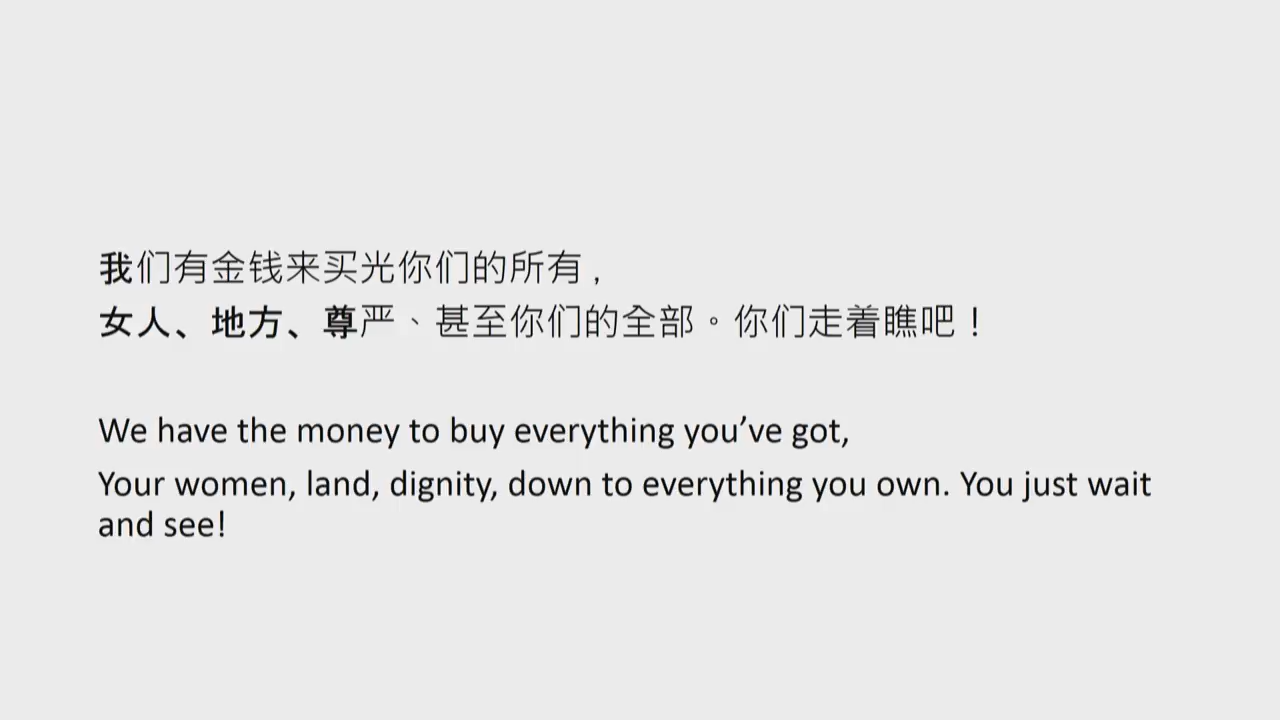 我们有金钱来买光你们的所有，
女人、地方、尊严、甚至你们的全部。你们走着瞧吧！
We have the money to buy everything you’ve got,
Your women, land, dignity, down to everything you own. You just wait
and see!